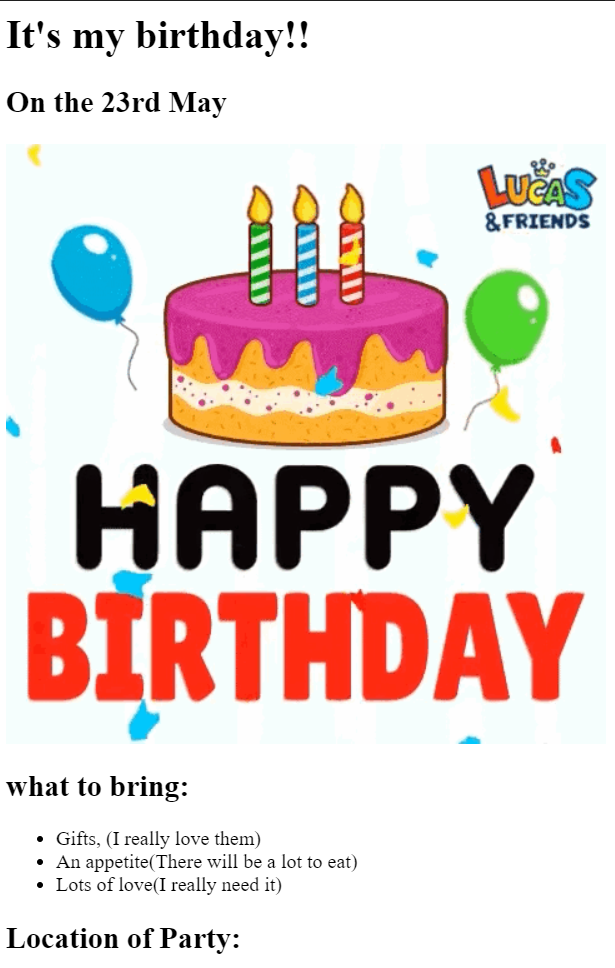 It's my birthday!!
On the 23rd May
LUCAS
&FRIENDS
HAPPY
BIRTHDAY
what to bring:
Gifts, (I really love them)
An appetite(There will be a lot to eat)
Lots of love(I really need it)
Location of Party: